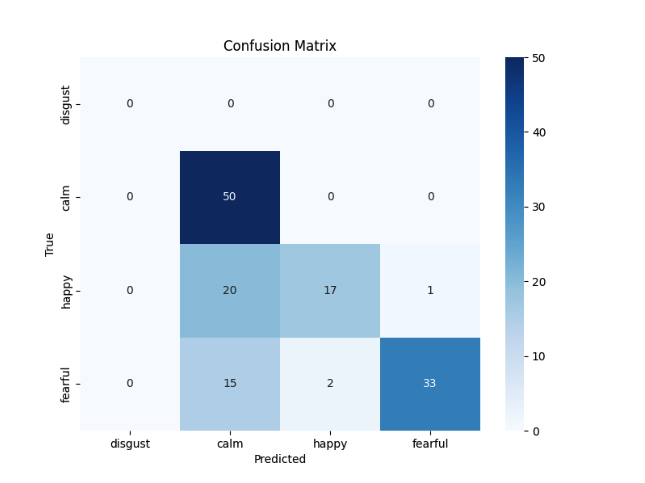 Confusion Matrix
disgust 0 0 0 0
calm 0 50 0 0
happy 0 20 17 1
fearful 0 15 2 33
disgust calm happy fearful
Predicted
True
50
40
30
20
10
0